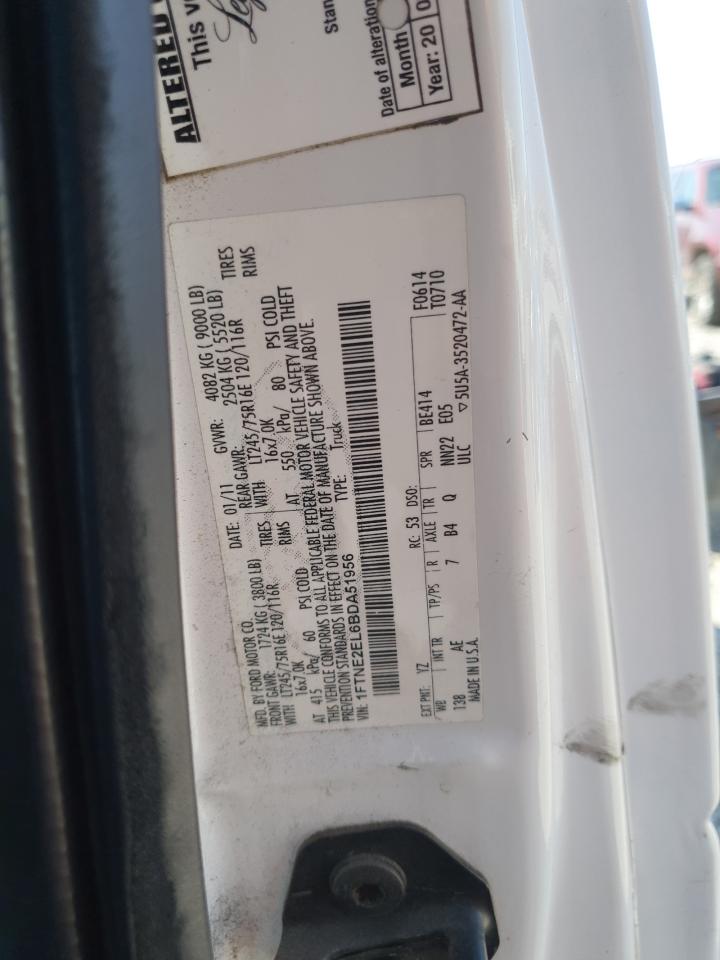 ALTERED
This
Stan
Date of alteration
Month
Year: 20 0
MFD. BY FORD MOTOR CO.
DATE: 01/11 GVWR: 4082 KG ( 9000 LB)
FRONT GAWR: 1724 KG ( 3800 LB) REAR GAWR: 2504 KG ( 5520 LB)
WITH LT245/75R16E 120/116R TIRES WITH: LT245/75R16E 120/116R TIRES
16x7.0K RIMS 16x7.0K RIMS
AT 415 kPa/ 60 PSI COLD AT 550 kPa/ 80 PSI COLD
THIS VEHICLE CONFORMS TO ALL APPLICABLE FEDERAL MOTOR VEHICLE SAFETY AND THEFT
PREVENTION STANDARDS IN EFFECT ON THE DATE OF MANUFACTURE SHOWN ABOVE.
VIN: 1FTNE2EL6BDA51956 TYPE: Truck
EXT PNT: YZ RC: 53 DSO: F0614
WB INT TR TP/PS R AXLE TR SPR BE414 T0710
138 AE 7 B4 Q NN22 E05
MADE IN U.S.A. ULC ▽5U5A-3520472-AA